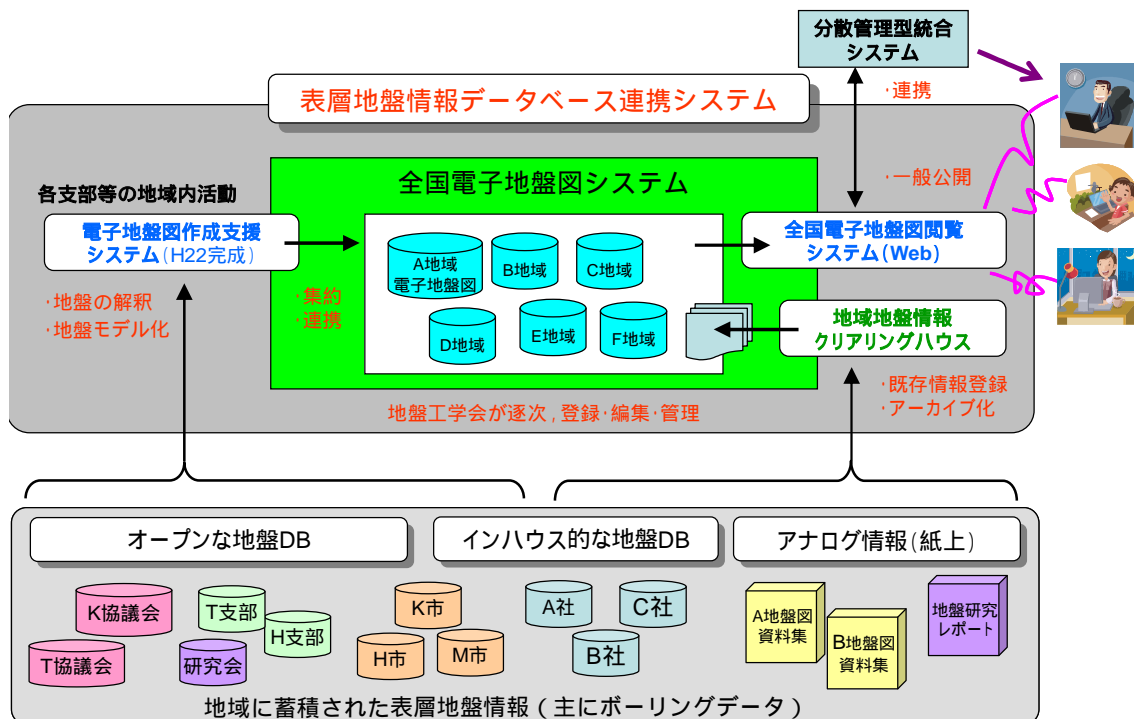 分散管理型統合
システム
表層地盤情報データベース連携システム
･連携
･一般公開
各支部等の地域内活動
電子地盤図作成支援
システム(H22完成)
･地盤の解釈
･地盤モデル化
全国電子地盤図システム
･集約
･連携
A地域
電子地盤図
B地域
C地域
D地域
E地域
F地域
全国電子地盤図閲覧
システム(Web)
地域地盤情報
クリアリングハウス
･既存情報登録
･アーカイブ化
地盤工学会が逐次,登録･編集･管理
オープンな地盤DB
インハウス的な地盤DB
アナログ情報(紙上)
K協議会
T協議会
T支部
H支部
研究会
K市
H市
M市
A社
C社
B社
A地盤図
資料集
B地盤図
資料集
地盤研究
レポート
地域に蓄積された表層地盤情報(主にボーリングデータ)